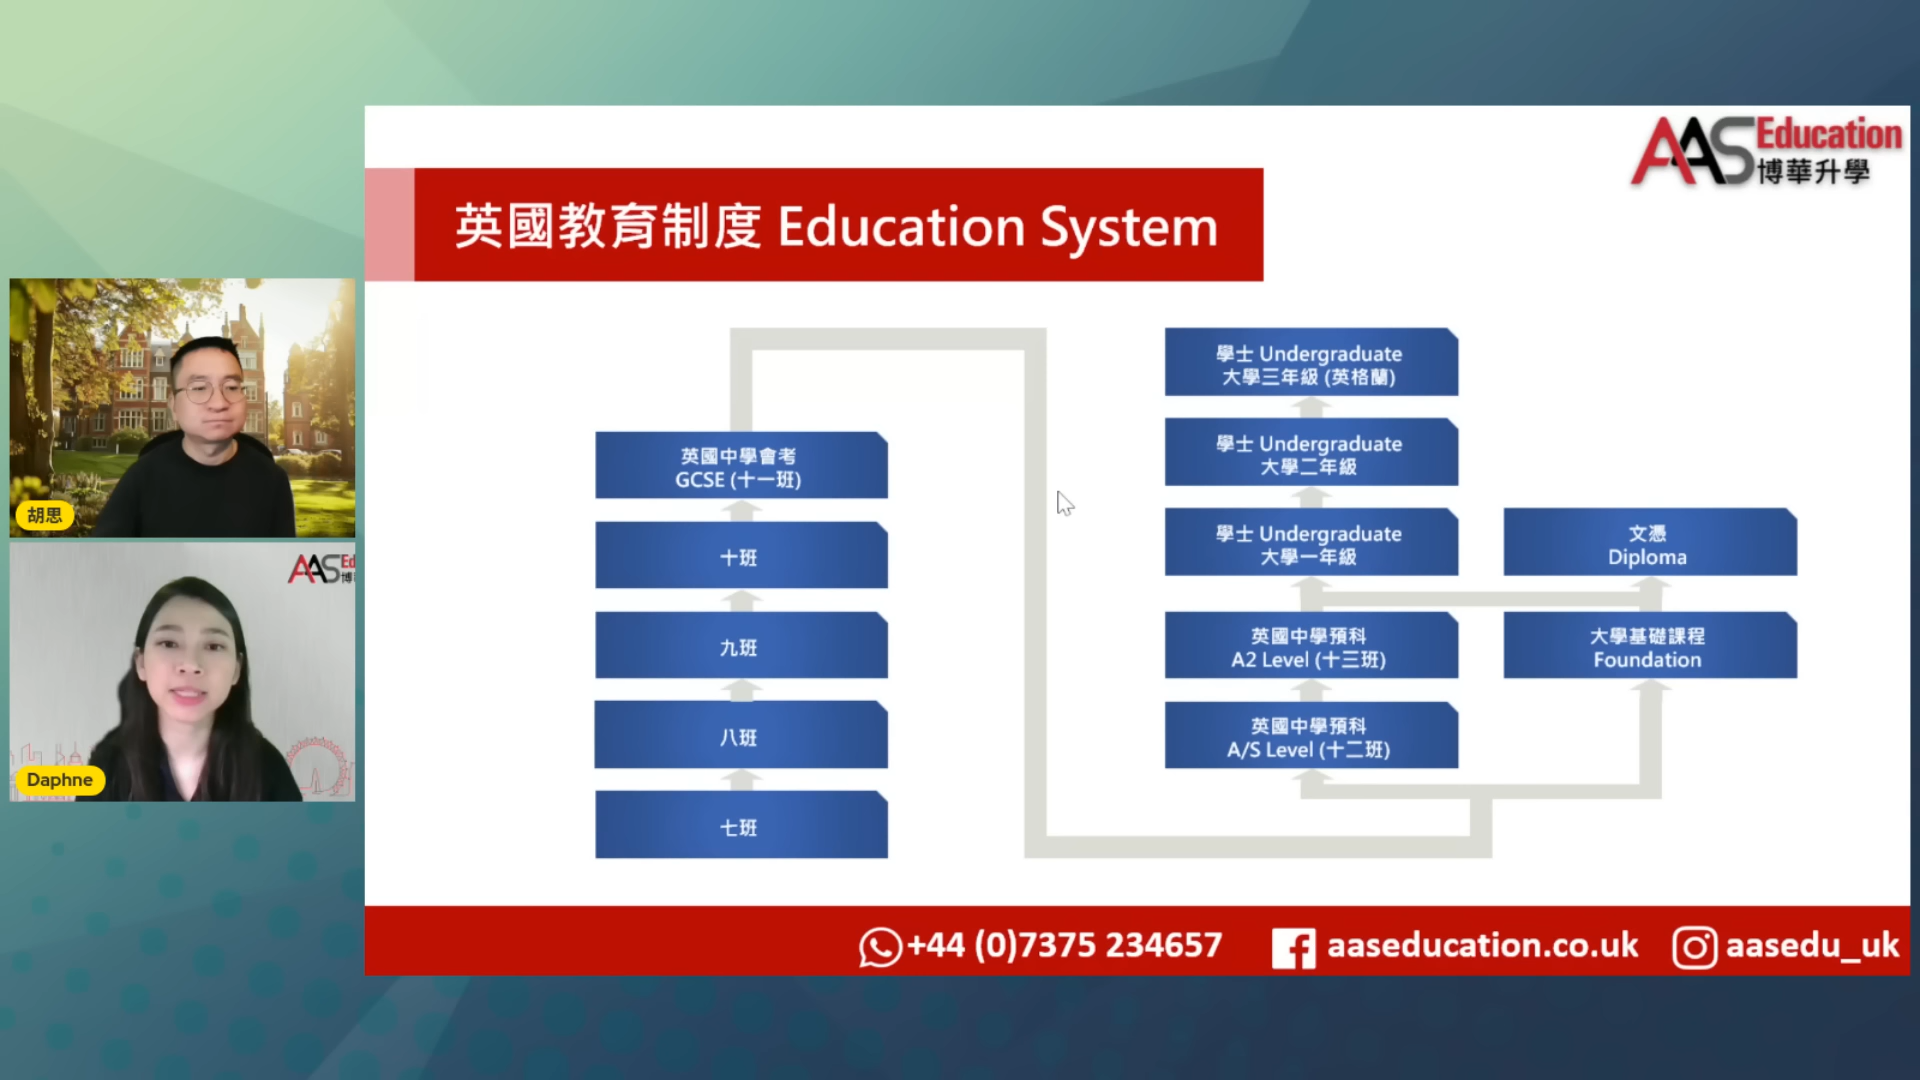 AAS Education
博華升學
英國教育制度 Education System
英國中學會考
GCSE (十一班)
十班
九班
八班
七班
學士 Undergraduate
大學三年級 (英格蘭)
學士 Undergraduate
大學二年級
學士 Undergraduate
大學一年級
英國中學預科
A2 Level (十三班)
英國中學預科
A/S Level (十二班)
文憑
Diploma
大學基礎課程
Foundation
胡思
AAS Ed
博
Daphne
+44 (0)7375 234657
aaseducation.co.uk
aasedu_uk